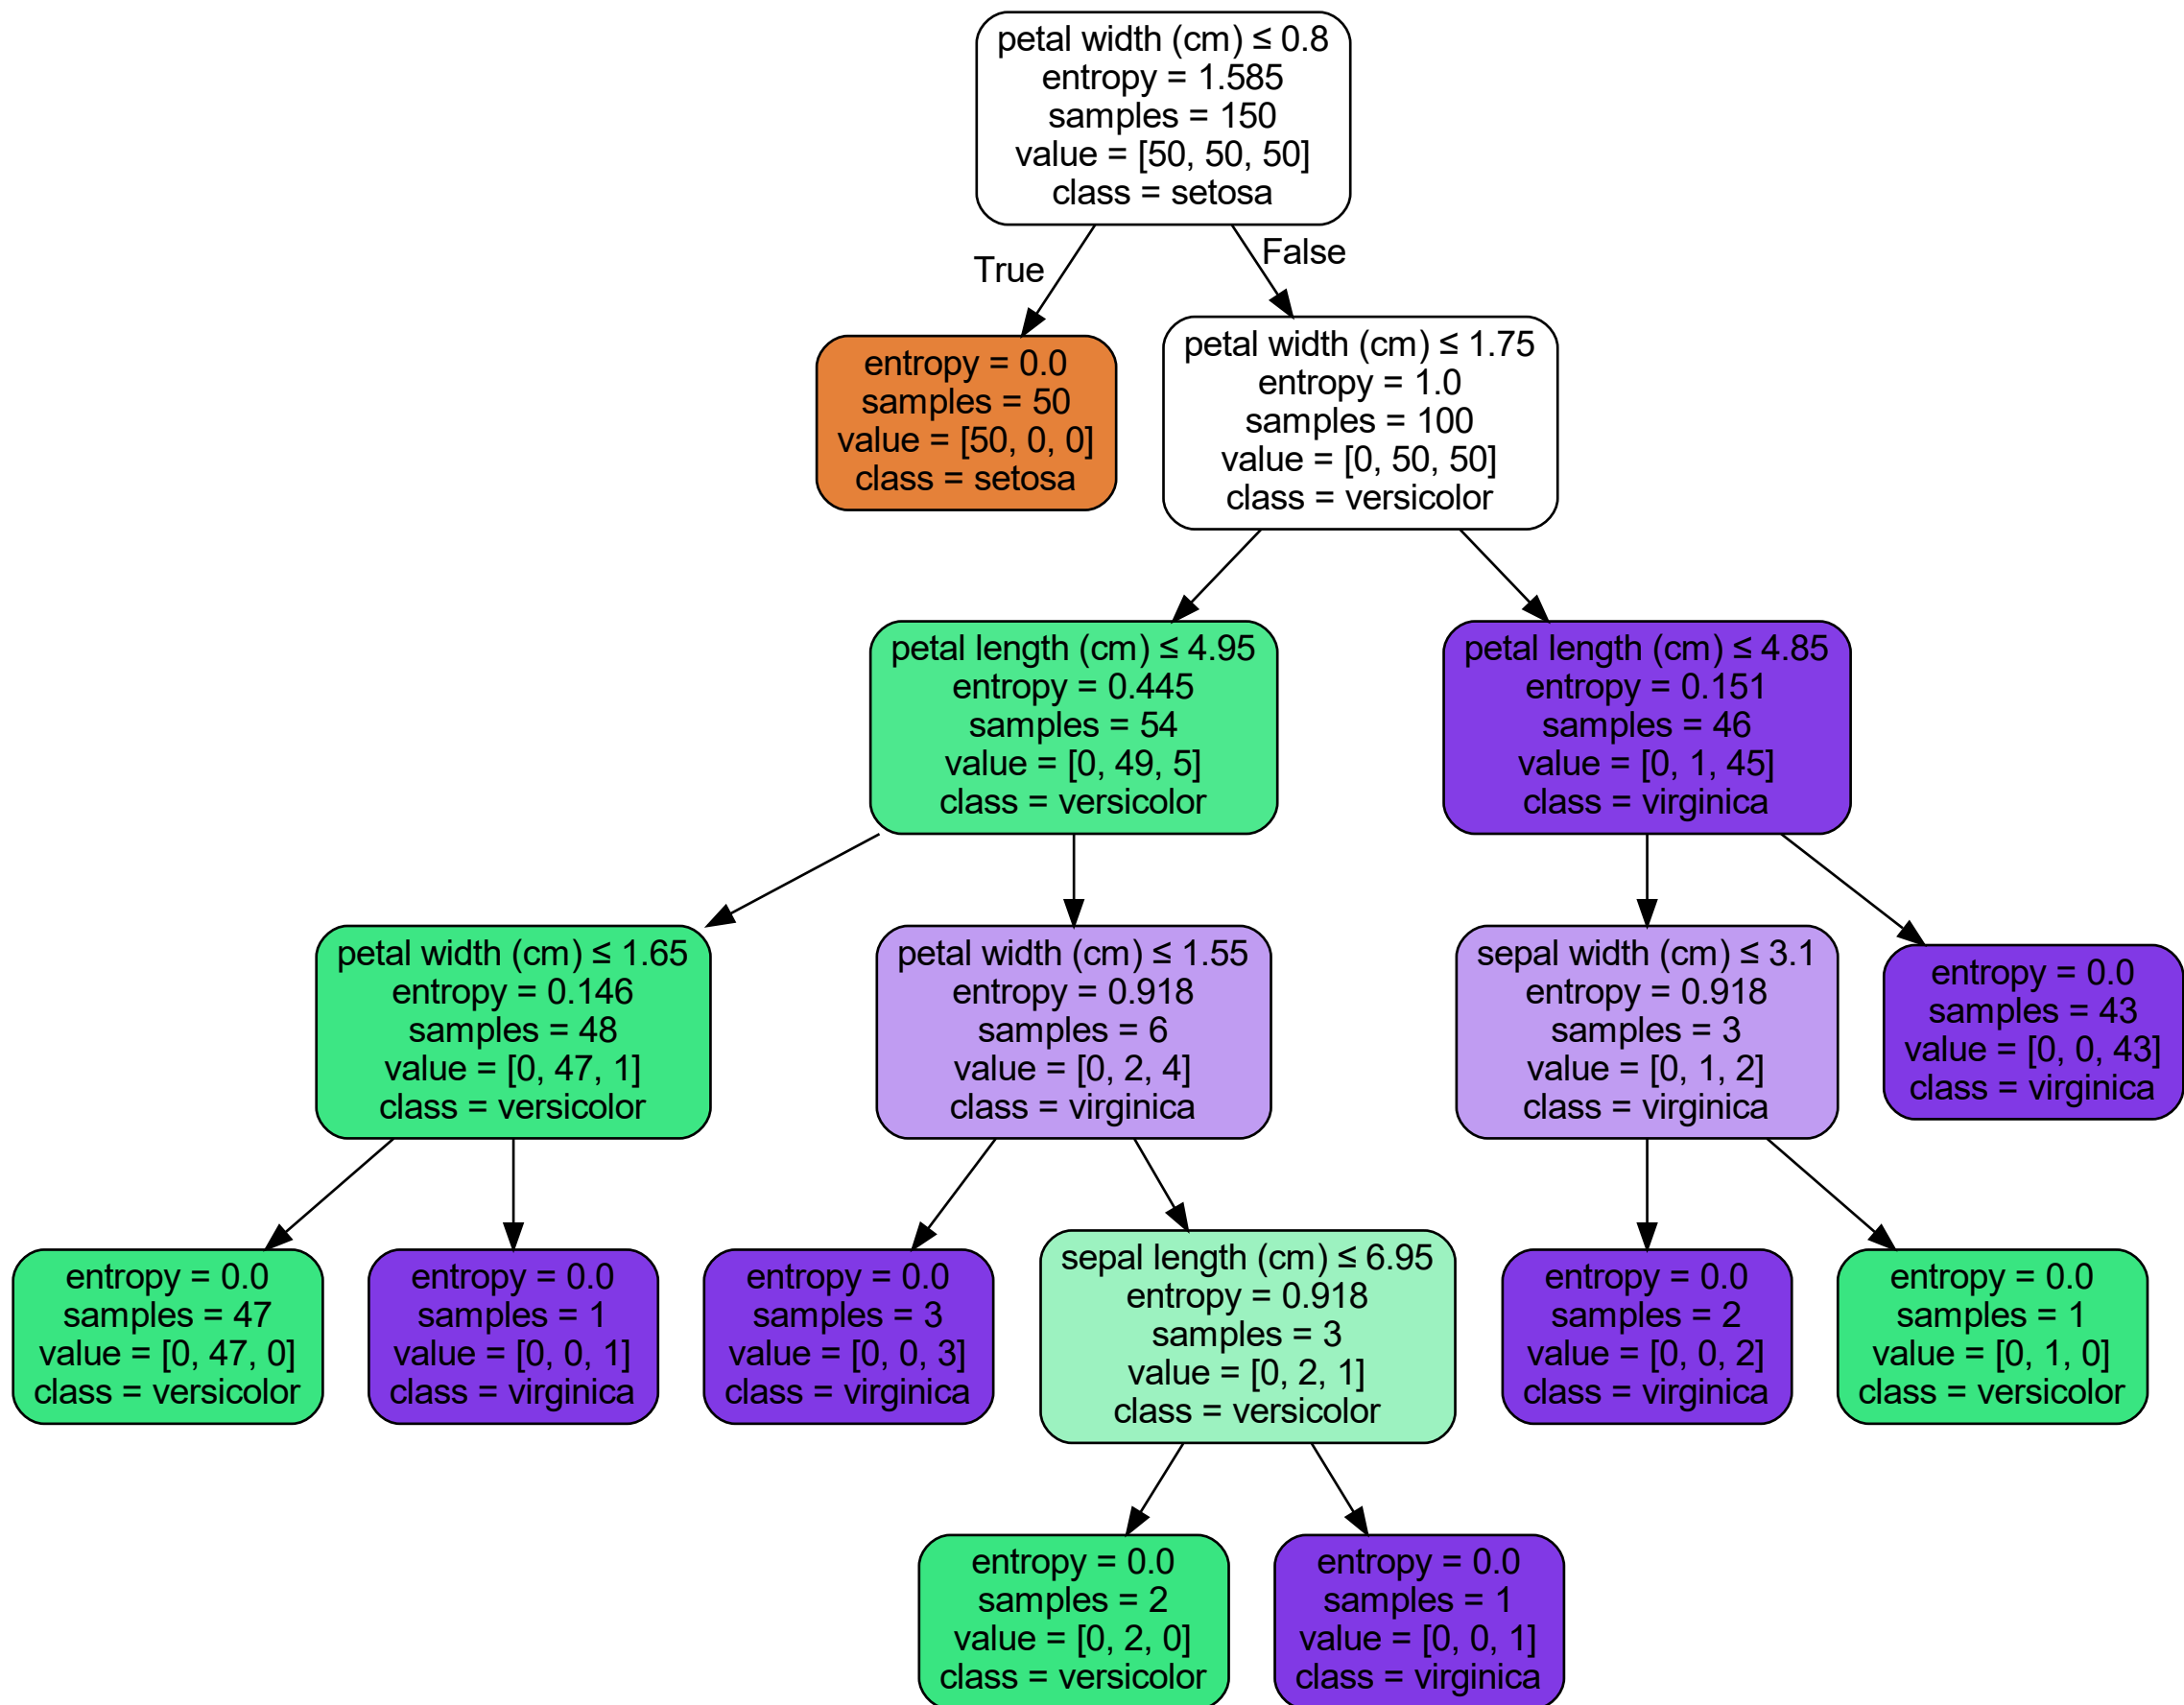 petal width (cm) ≤ 0.8
entropy = 1.585
samples = 150
value = [50, 50, 50]
class = setosa
True
False
entropy = 0.0
samples = 50
value = [50, 0, 0]
class = setosa
petal width (cm) ≤ 1.75
entropy = 1.0
samples = 100
value = [0, 50, 50]
class = versicolor
petal length (cm) ≤ 4.95
entropy = 0.445
samples = 54
value = [0, 49, 5]
class = versicolor
petal length (cm) ≤ 4.85
entropy = 0.151
samples = 46
value = [0, 1, 45]
class = virginica
petal width (cm) ≤ 1.65
entropy = 0.146
samples = 48
value = [0, 47, 1]
class = versicolor
petal width (cm) ≤ 1.55
entropy = 0.918
samples = 6
value = [0, 2, 4]
class = virginica
sepal width (cm) ≤ 3.1
entropy = 0.918
samples = 3
value = [0, 1, 2]
class = virginica
entropy = 0.0
samples = 43
value = [0, 0, 43]
class = virginica
entropy = 0.0
samples = 47
value = [0, 47, 0]
class = versicolor
entropy = 0.0
samples = 1
value = [0, 0, 1]
class = virginica
entropy = 0.0
samples = 3
value = [0, 0, 3]
class = virginica
sepal length (cm) ≤ 6.95
entropy = 0.918
samples = 3
value = [0, 2, 1]
class = versicolor
entropy = 0.0
samples = 2
value = [0, 0, 2]
class = virginica
entropy = 0.0
samples = 1
value = [0, 1, 0]
class = versicolor
entropy = 0.0
samples = 2
value = [0, 2, 0]
class = versicolor
entropy = 0.0
samples = 1
value = [0, 0, 1]
class = virginica